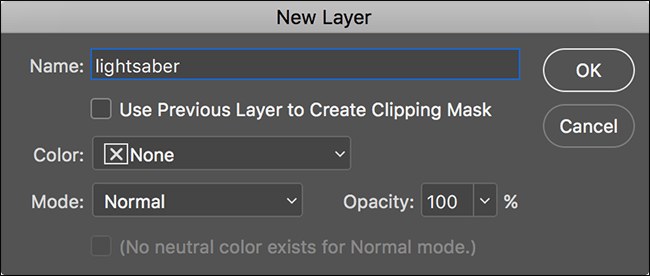 New Layer
Name: lightsaber
OK
Use Previous Layer to Create Clipping Mask
Cancel
Color: None
Mode: Normal Opacity: 100 %
(No neutral color exists for Normal mode.)